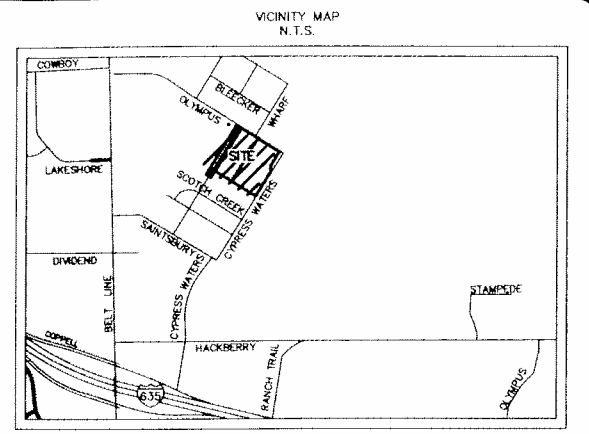 VICINITY MAP
N.T.S.
COWBOY
BLEECKER
OLYMPUS
WHARF
SITE
LAKESHORE
SCOTCH CREEK
CYPRESS WATERS
SAINTSBURY
DIVIDEND
CYPRESS WATERS
BELT LINE
STAMPEDE
DOPPELL
HACKBERRY
RANCH TRAIL
635
OLYMPUS